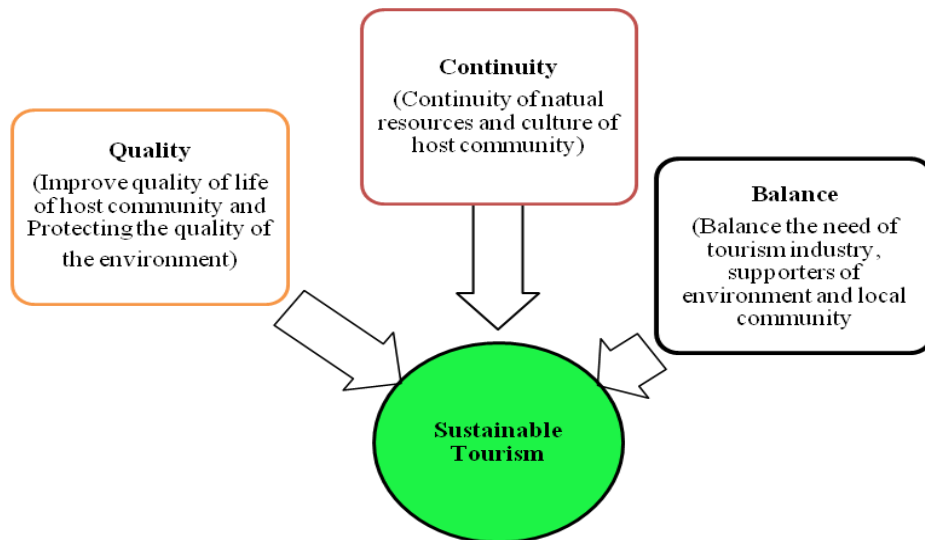 Continuity
(Continuity of natual
resources and culture of
host community)
Quality
(Improve quality of life
of host community and
Protecting the quality of
the environment)
Balance
(Balance the need of
tourism industry,
supporters of
environment and local
community
Sustainable
Tourism